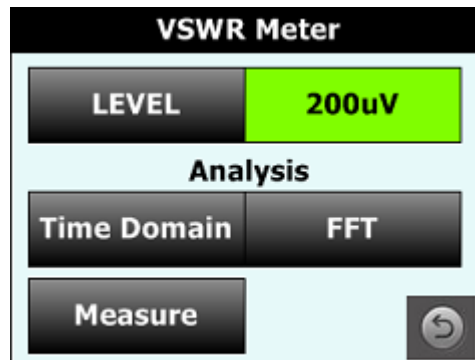 VSWR Meter
LEVEL 200uV
Analysis
Time Domain FFT
Measure